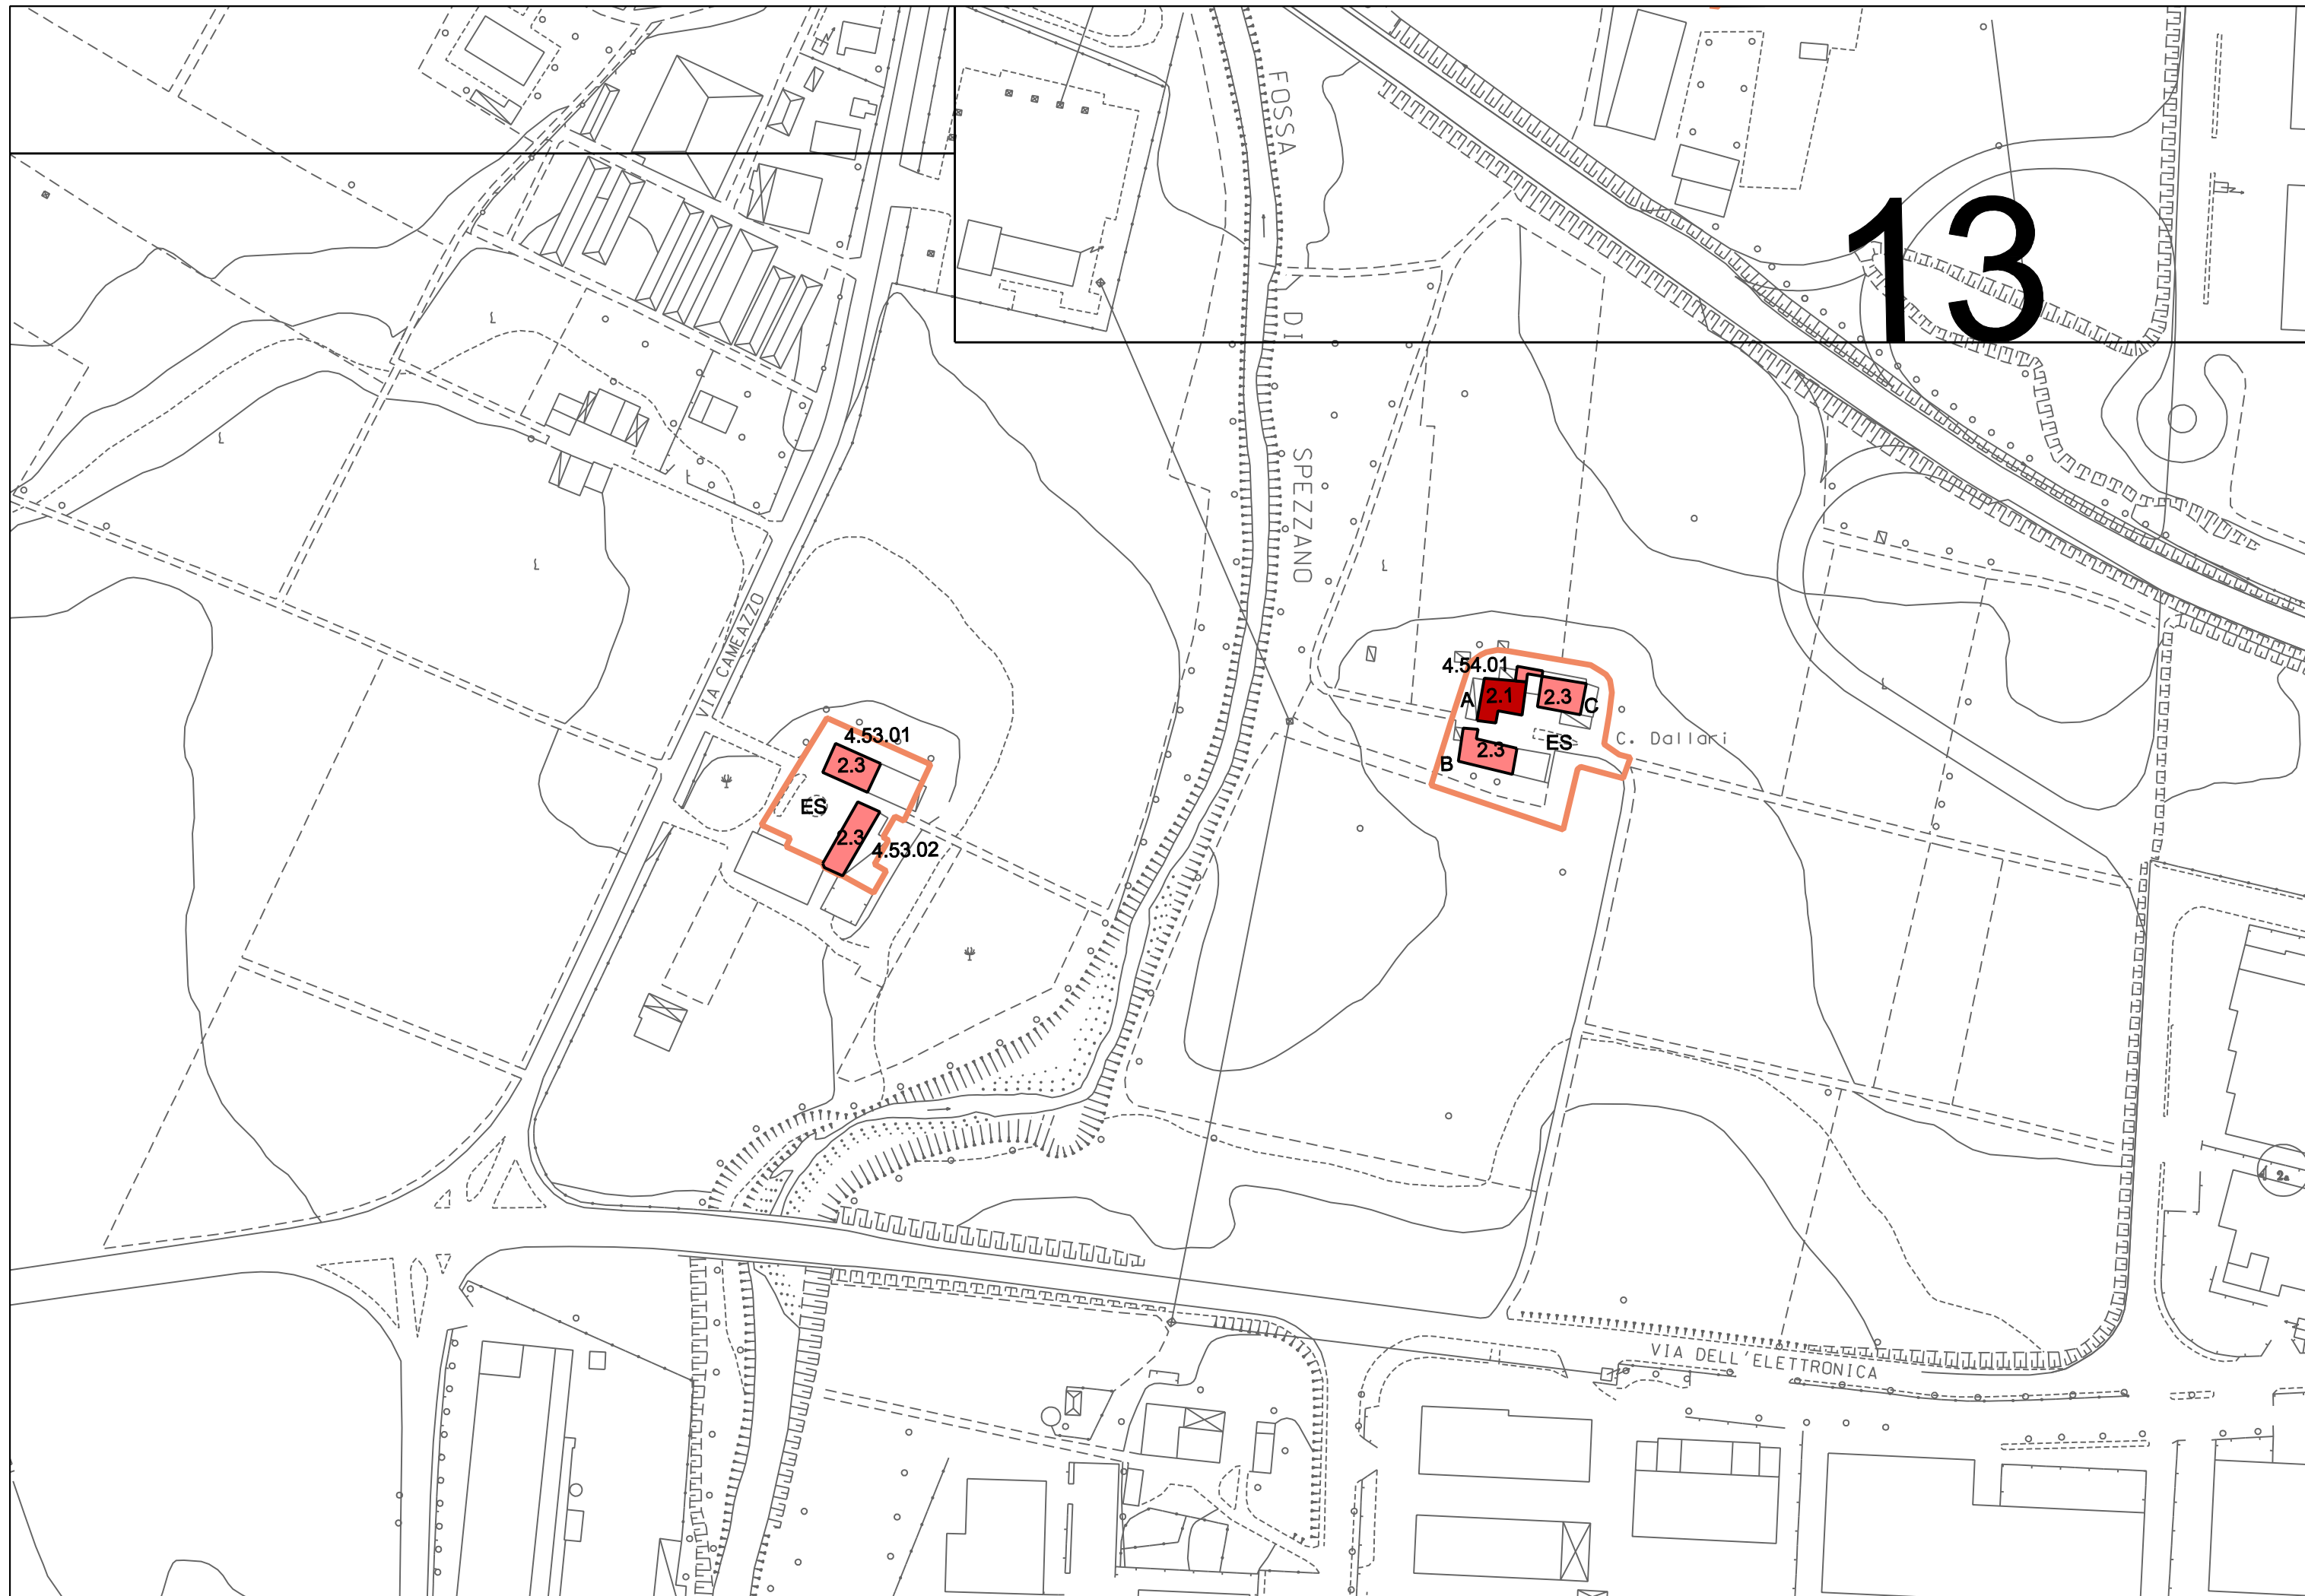 FOSSA DI SPEZZANO
13
VIA CAMEAZZO
4.54.01
A
2.1
2.3
C
ES
C. Dallari
B
2.3
4.53.01
2.3
ES
2.3
4.53.02
2a
VIA DELL'ELETTRONICA